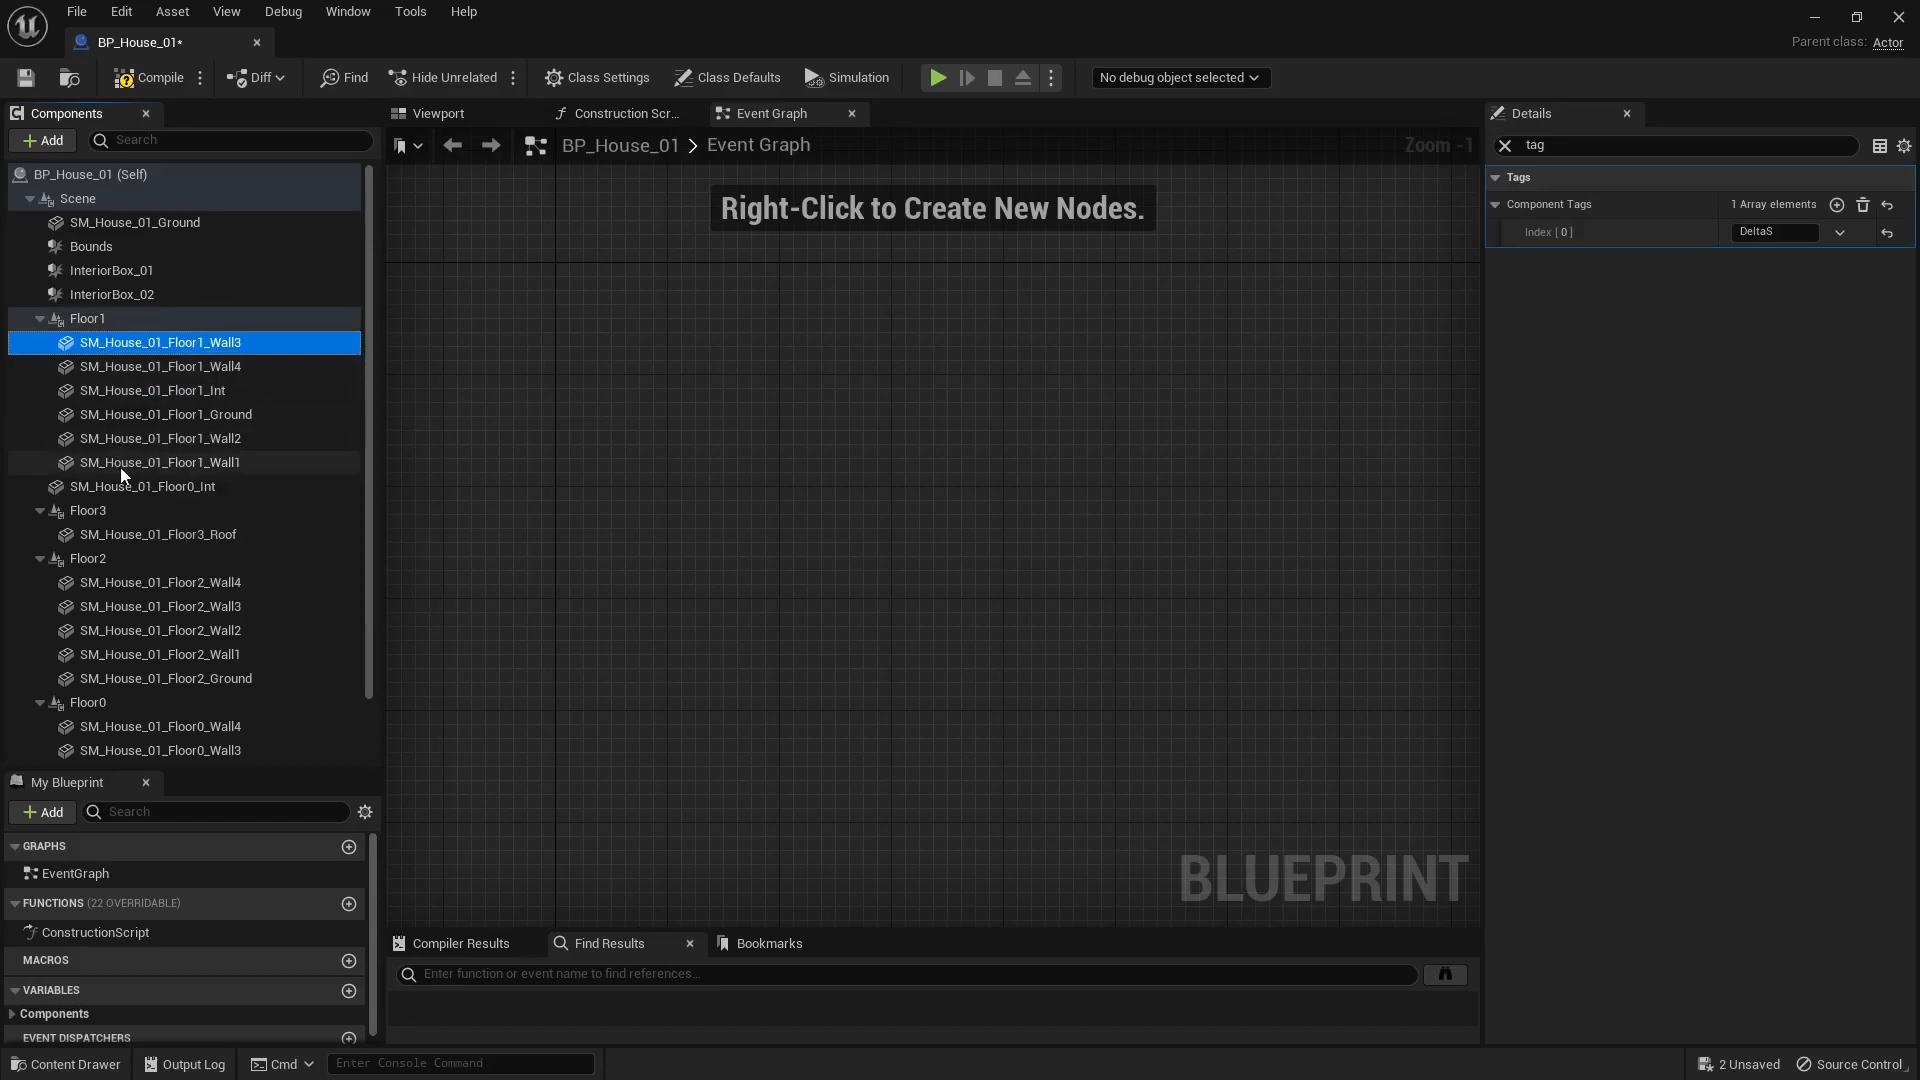 File Edit Asset View Debug Window Tools Help
BP_House_01*
Parent class: Actor
Compile Diff Find Hide Unrelated Class Settings Class Defaults Simulation No debug object selected
Components
Viewport Construction Scr... Event Graph
Details
Add Search
BP_House_01 > Event Graph
Zoom -1
tag
BP_House_01 (Self)
Scene
SM_House_01_Ground
Bounds
InteriorBox_01
InteriorBox_02
Floor1
SM_House_01_Floor1_Wall3
SM_House_01_Floor1_Wall4
SM_House_01_Floor1_Int
SM_House_01_Floor1_Ground
SM_House_01_Floor1_Wall2
SM_House_01_Floor1_Wall1
SM_House_01_Floor0_Int
Floor3
SM_House_01_Floor3_Roof
Floor2
SM_House_01_Floor2_Wall4
SM_House_01_Floor2_Wall3
SM_House_01_Floor2_Wall2
SM_House_01_Floor2_Wall1
SM_House_01_Floor2_Ground
Floor0
SM_House_01_Floor0_Wall4
SM_House_01_Floor0_Wall3
Right-Click to Create New Nodes.
BLUEPRINT
Tags
Component Tags 1 Array elements
Index [ 0 ] DeltaS
My Blueprint
Add Search
GRAPHS
EventGraph
FUNCTIONS (22 OVERRIDABLE)
ConstructionScript
MACROS
VARIABLES
Components
EVENT DISPATCHERS
Compiler Results Find Results Bookmarks
Enter function or event name to find references...
Content Drawer Output Log Cmd Enter Console Command
2 Unsaved Source Control